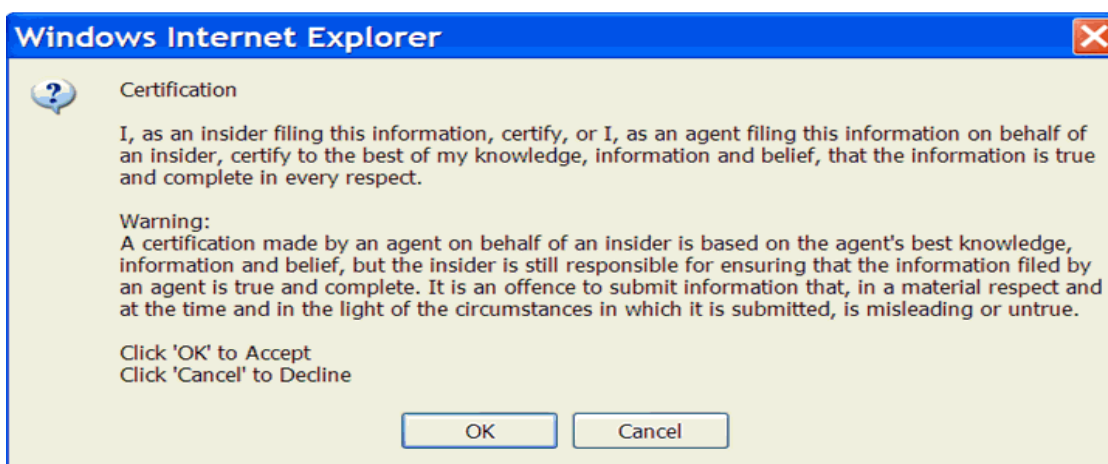 Windows Internet Explorer
Certification
I, as an insider filing this information, certify, or I, as an agent filing this information on behalf of
an insider, certify to the best of my knowledge, information and belief, that the information is true
and complete in every respect.
Warning:
A certification made by an agent on behalf of an insider is based on the agent's best knowledge,
information and belief, but the insider is still responsible for ensuring that the information filed by
an agent is true and complete. It is an offence to submit information that, in a material respect and
at the time and in the light of the circumstances in which it is submitted, is misleading or untrue.
Click 'OK' to Accept
Click 'Cancel' to Decline
OK
Cancel